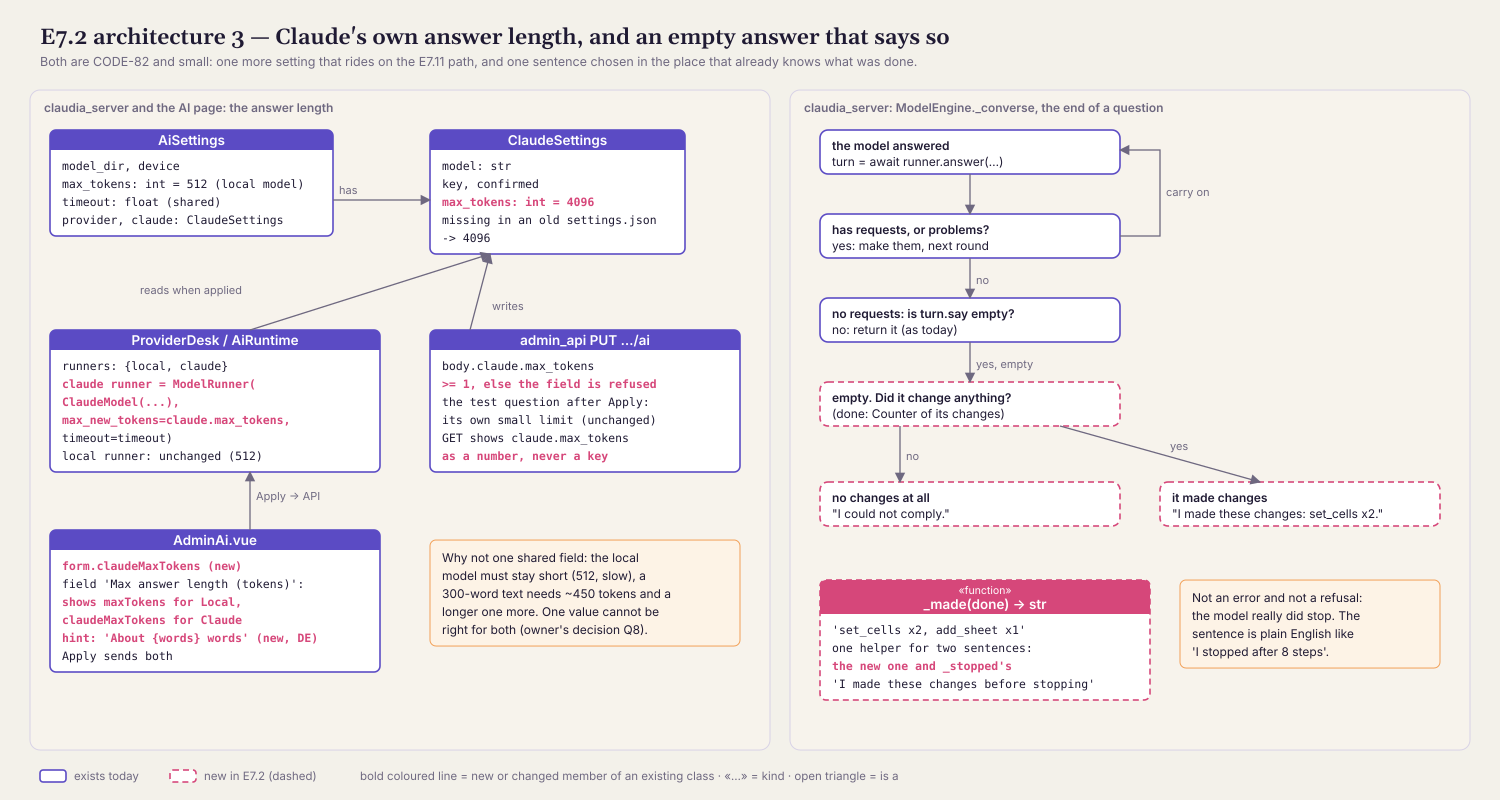 E7.2 architecture 3 — Claude's own answer length, and an empty answer that says so
Both are CODE-82 and small: one more setting that rides on the E7.11 path, and one sentence chosen in the place that already knows what was done.
claudia_server and the AI page: the answer length
AiSettings
model_dir, device
max_tokens: int = 512 (local model)
timeout: float (shared)
provider, claude: ClaudeSettings
has
ClaudeSettings
model: str
key, confirmed
max_tokens: int = 4096
missing in an old settings.json
-> 4096
reads when applied
writes
ProviderDesk / AiRuntime
runners: {local, claude}
claude runner = ModelRunner(
ClaudeModel(...),
max_new_tokens=claude.max_tokens,
timeout=timeout)
local runner: unchanged (512)
admin_api PUT .../ai
body.claude.max_tokens
>= 1, else the field is refused
the test question after Apply:
its own small limit (unchanged)
GET shows claude.max_tokens
as a number, never a key
Apply → API
AdminAi.vue
form.claudeMaxTokens (new)
field 'Max answer length (tokens)':
shows maxTokens for Local,
claudeMaxTokens for Claude
hint: 'About {words} words' (new, DE)
Apply sends both
Why not one shared field: the local
model must stay short (512, slow), a
300-word text needs ~450 tokens and a
longer one more. One value cannot be
right for both (owner's decision Q8).
claudia_server: ModelEngine._converse, the end of a question
the model answered
turn = await runner.answer(...)
carry on
has requests, or problems?
yes: make them, next round
no
no requests: is turn.say empty?
no: return it (as today)
yes, empty
empty. Did it change anything?
(done: Counter of its changes)
no
yes
no changes at all
"I could not comply."
it made changes
"I made these changes: set_cells x2."
«function»
_made(done) → str
'set_cells x2, add_sheet x1'
one helper for two sentences:
the new one and _stopped's
'I made these changes before stopping'
Not an error and not a refusal:
the model really did stop. The
sentence is plain English like
'I stopped after 8 steps'.
exists today
new in E7.2 (dashed)
bold coloured line = new or changed member of an existing class · «...» = kind · open triangle = is a